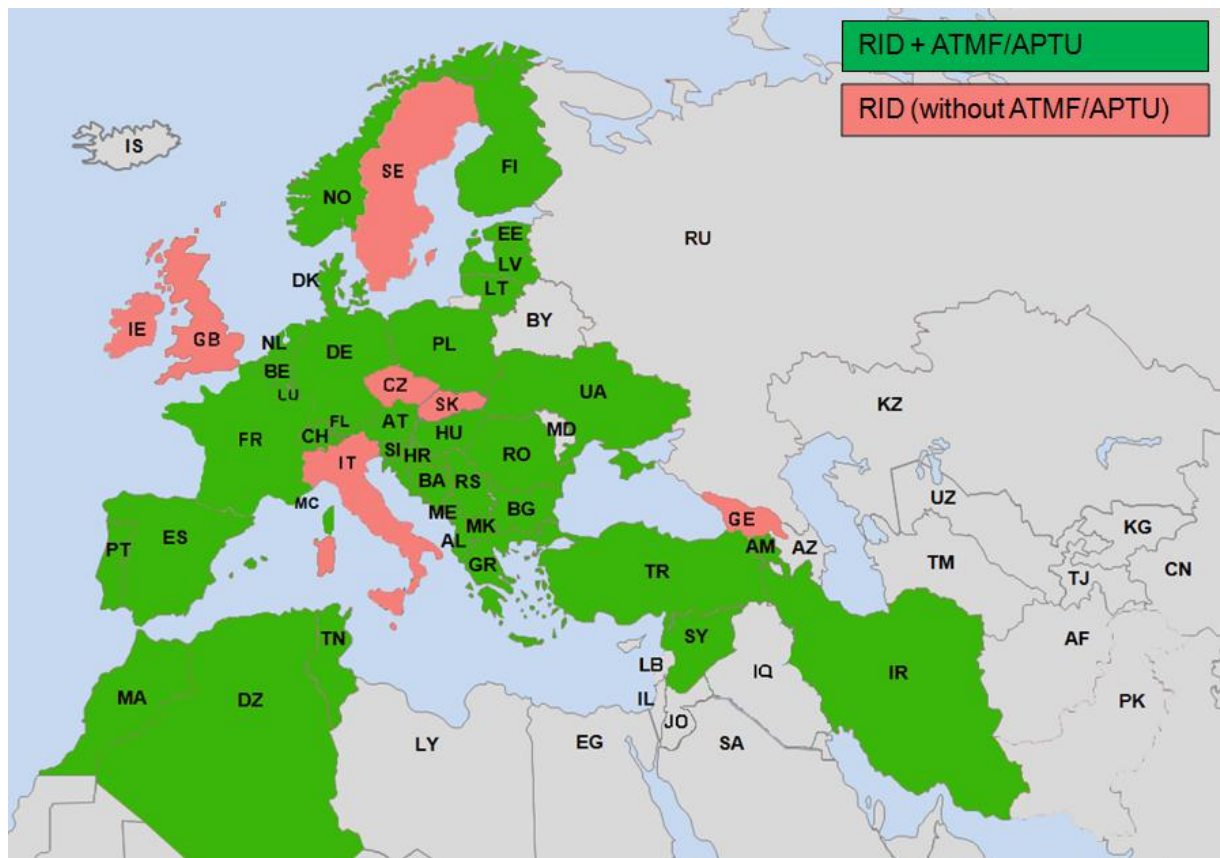 RID + ATMF/APTU
RID (without ATMF/APTU)
IS
SE
FI
NO
RU
EE
LV
DK
LT
IE
GB
BY
NL
DE
PL
BE
CZ
LU
UA
SK
KZ
FL
AT
MD
FR
CH
HU
SI
HR
RO
IT
BA
RS
UZ
MC
ME
BG
GE
KG
PT
ES
MK
AL
AM
AZ
TM
TJ
CN
GR
TR
TN
SY
AF
LB
IQ
IR
MA
DZ
IL
PK
JO
LY
EG
SA